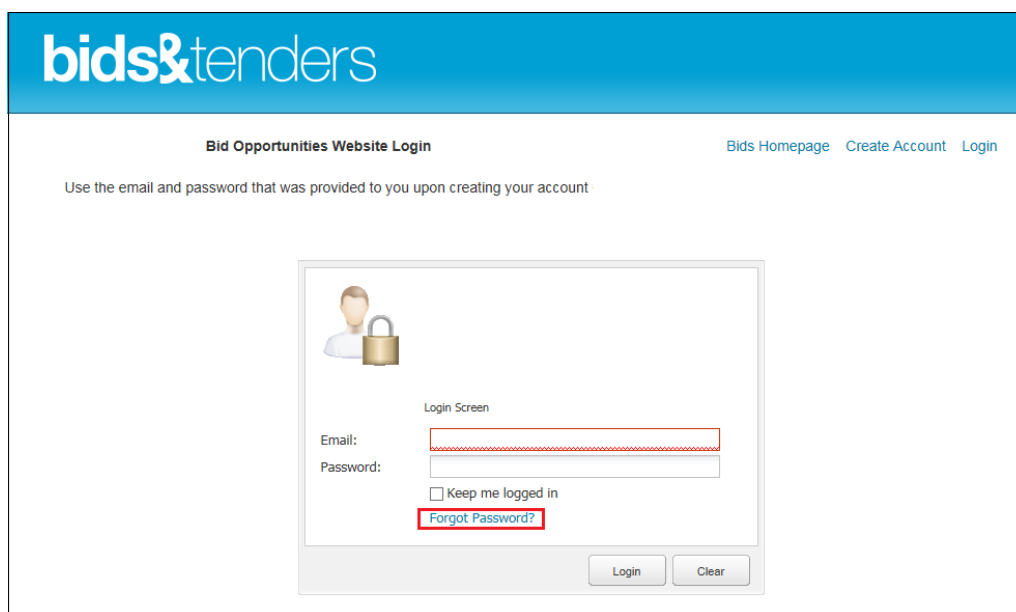 bids&tenders
Bid Opportunities Website Login
Bids Homepage Create Account Login
Use the email and password that was provided to you upon creating your account
Login Screen
Email:
Password:
Keep me logged in
Forgot Password?
Login Clear